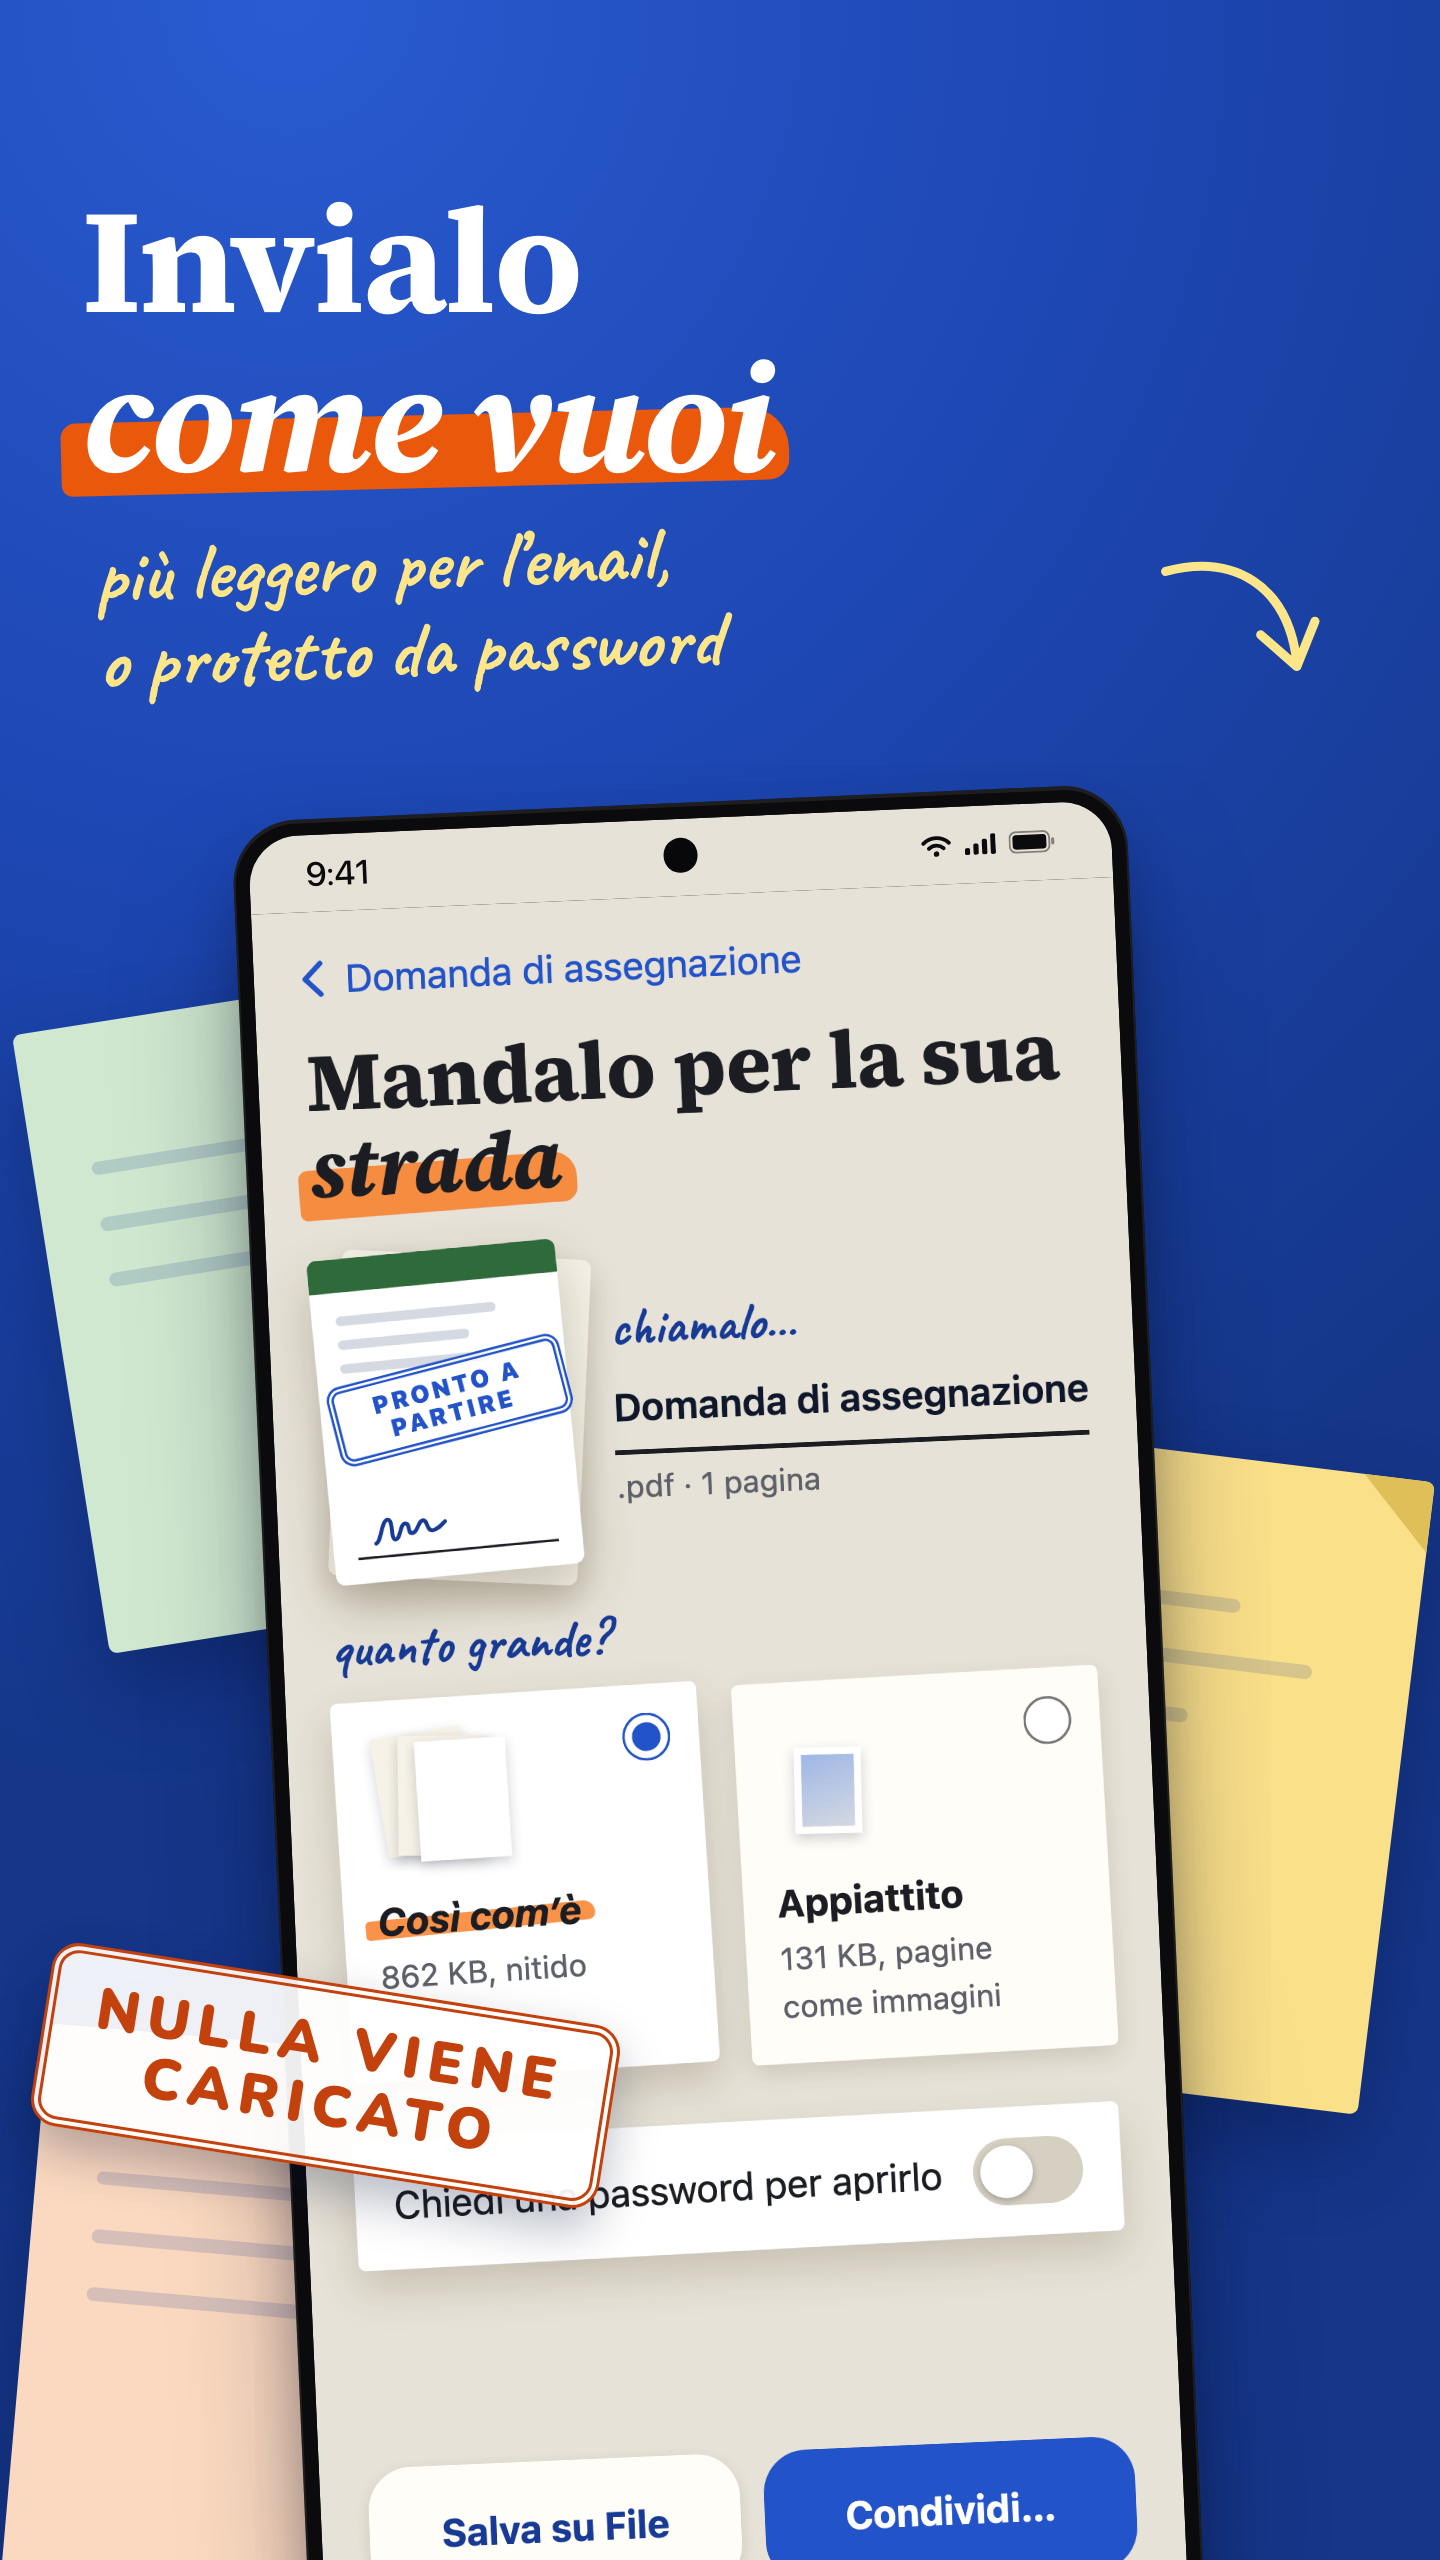 Invialo
come vuoi
più leggero per l'email,
o protetto da password
9:41
Domanda di assegnazione
Mandalo per la sua
strada
PRONTO A
PARTIRE
chiamalo...
Domanda di assegnazione
.pdf · 1 pagina
quanto grande?
Così com'è
862 KB, nitido
Appiattito
131 KB, pagine
come immagini
NULLA VIENE
CARICATO
Chiedi una password per aprirlo
Salva su File
Condividi...